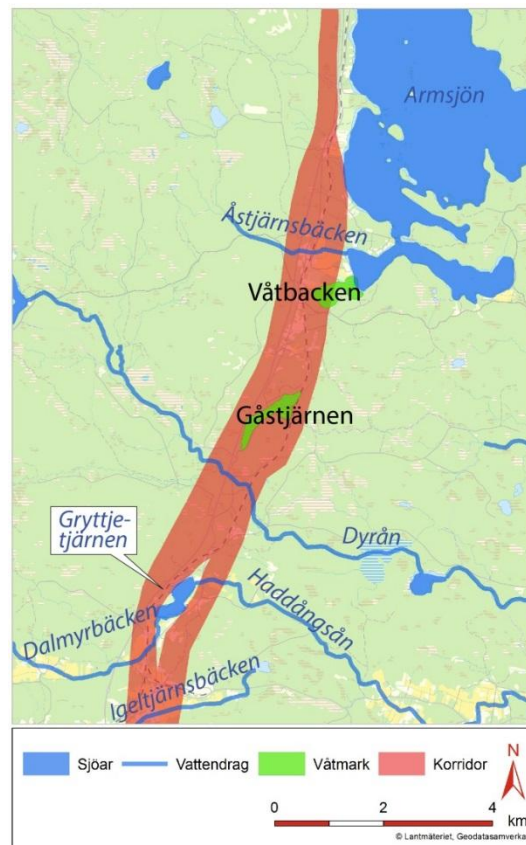 Armsjön
Åstjärnsbäcken
Våtbacken
Gåstjärnen
Gryttje-
tjärnen
Dyrån
Haddångsån
Dalmyrbäcken
Igeltjärnsbäcken
Sjöar
Vattendrag
Våtmark
Korridor
N
0 2 4
km
© Lantmäteriet, Geodatasamverka